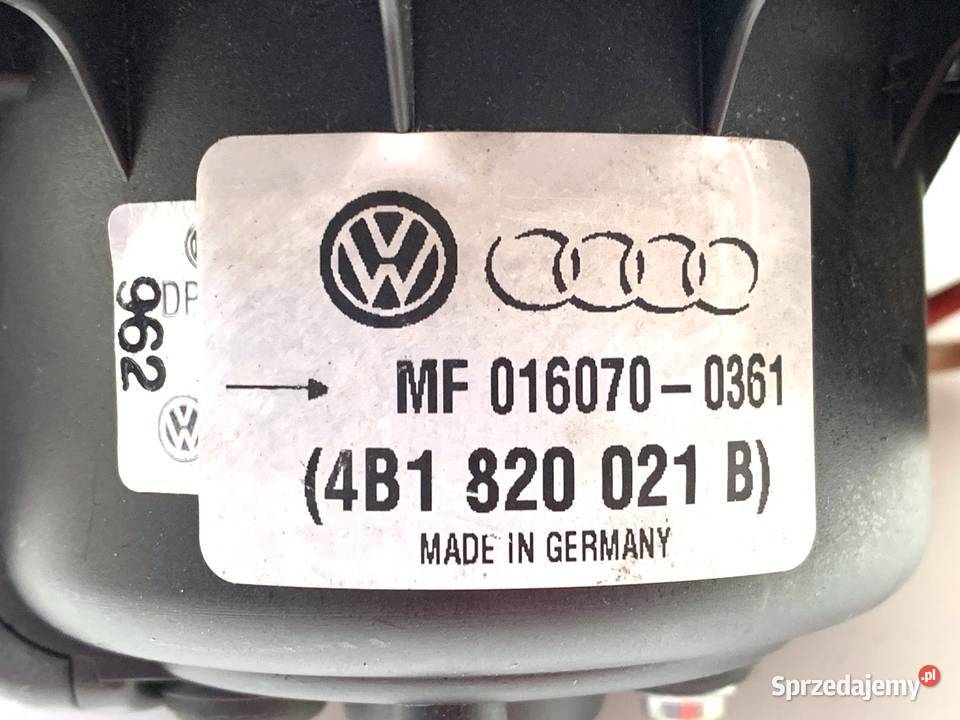 MF 016070-0361
(4B1 820 021 B)
MADE IN GERMANY
962
DP
Sprzedajemy.pl